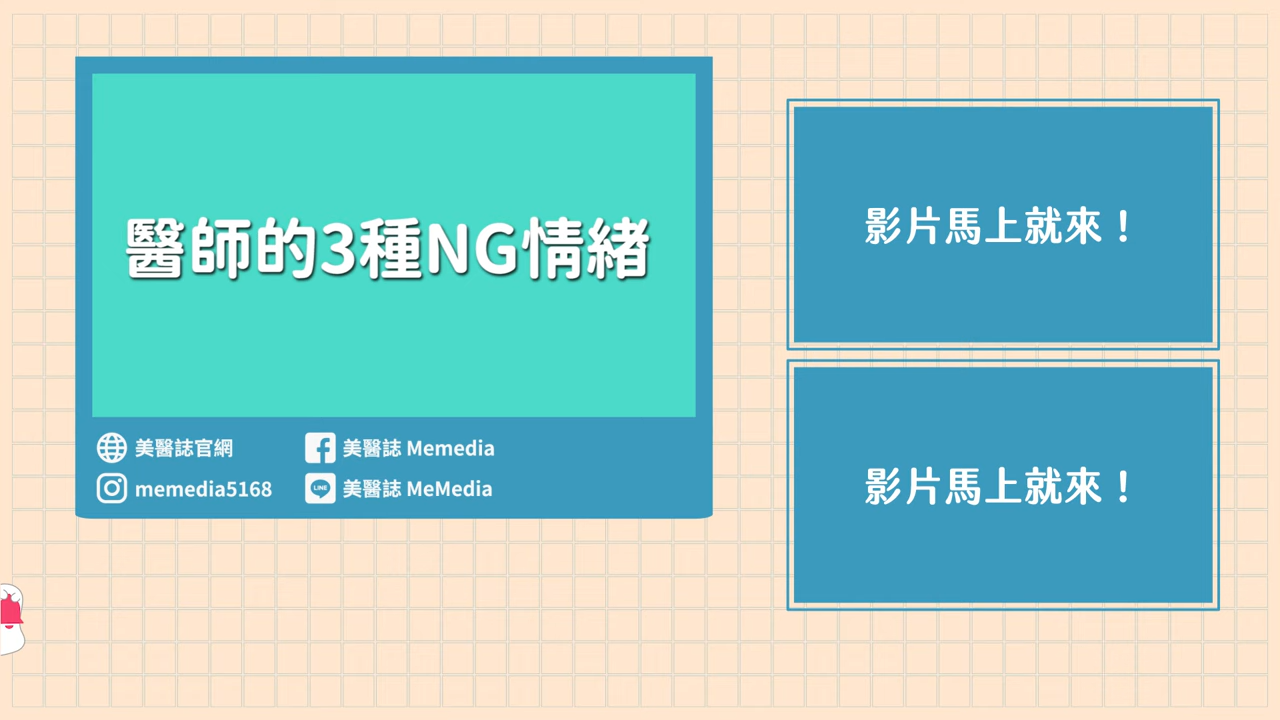 醫師的3種NG情緒
美醫誌官網
美醫誌 Memedia
memedia5168
LINE
美醫誌 MeMedia
影片馬上就來！
影片馬上就來！